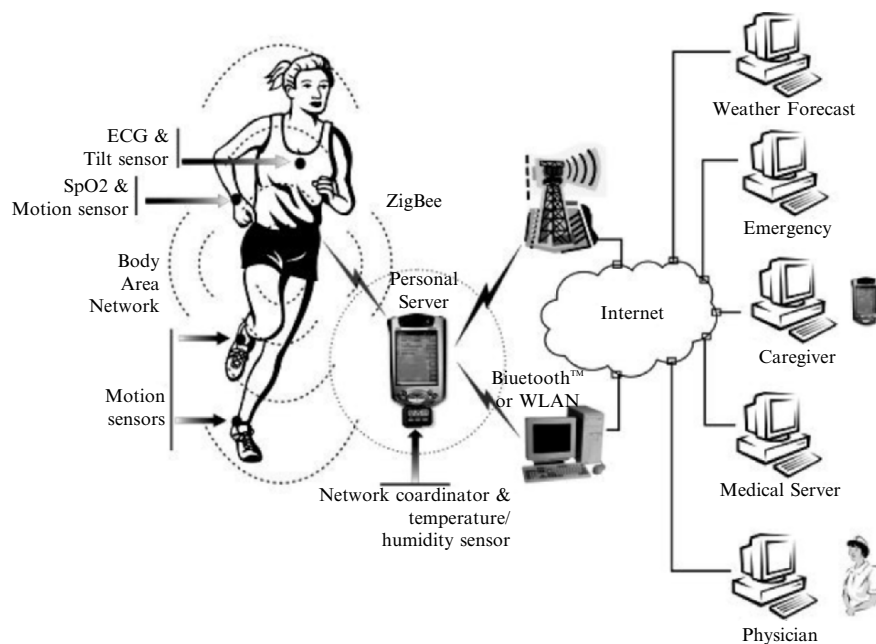 ECG &
Tilt sensor
SpO2 &
Motion sensor
Body
Area
Network
Motion
sensors
ZigBee
Personal
Server
Network coardinator &
temperature/
humidity sensor
Biuetooth™
or WLAN
Internet
Weather Forecast
Emergency
Caregiver
Medical Server
Physician